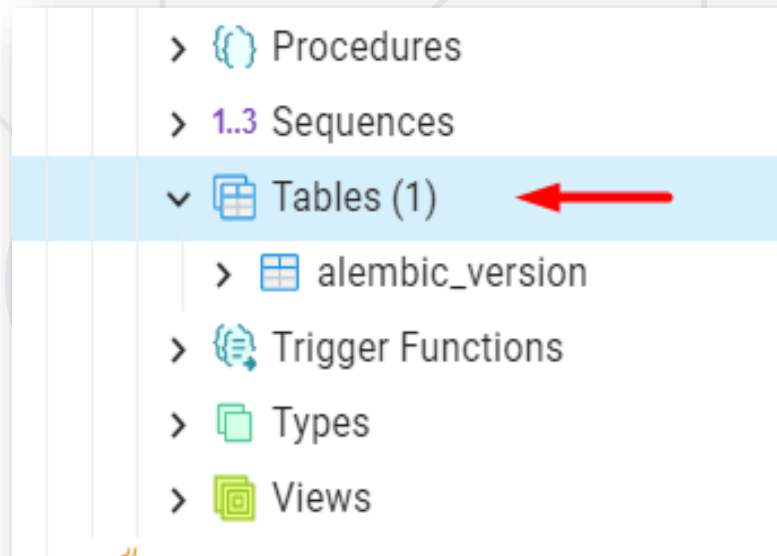 Procedures
1..3 Sequences
Tables (1)
alembic_version
Trigger Functions
Types
Views